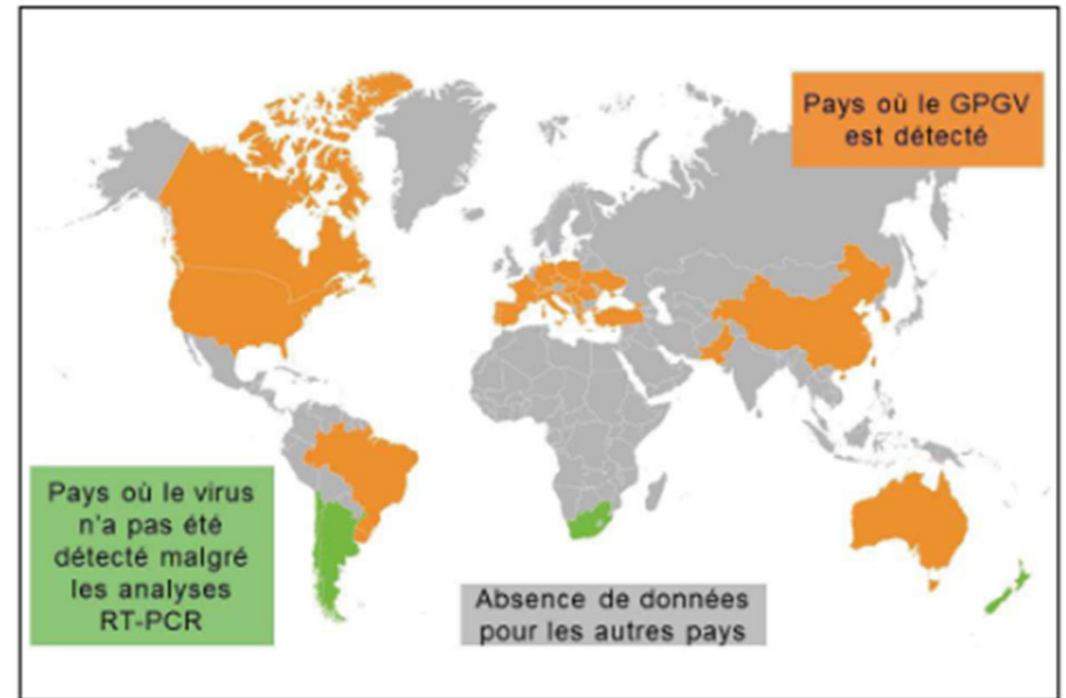 Pays où le GPGV
est détecté
Pays où le virus
n'a pas été
détecté malgré
les analyses
RT-PCR
Absence de données
pour les autres pays